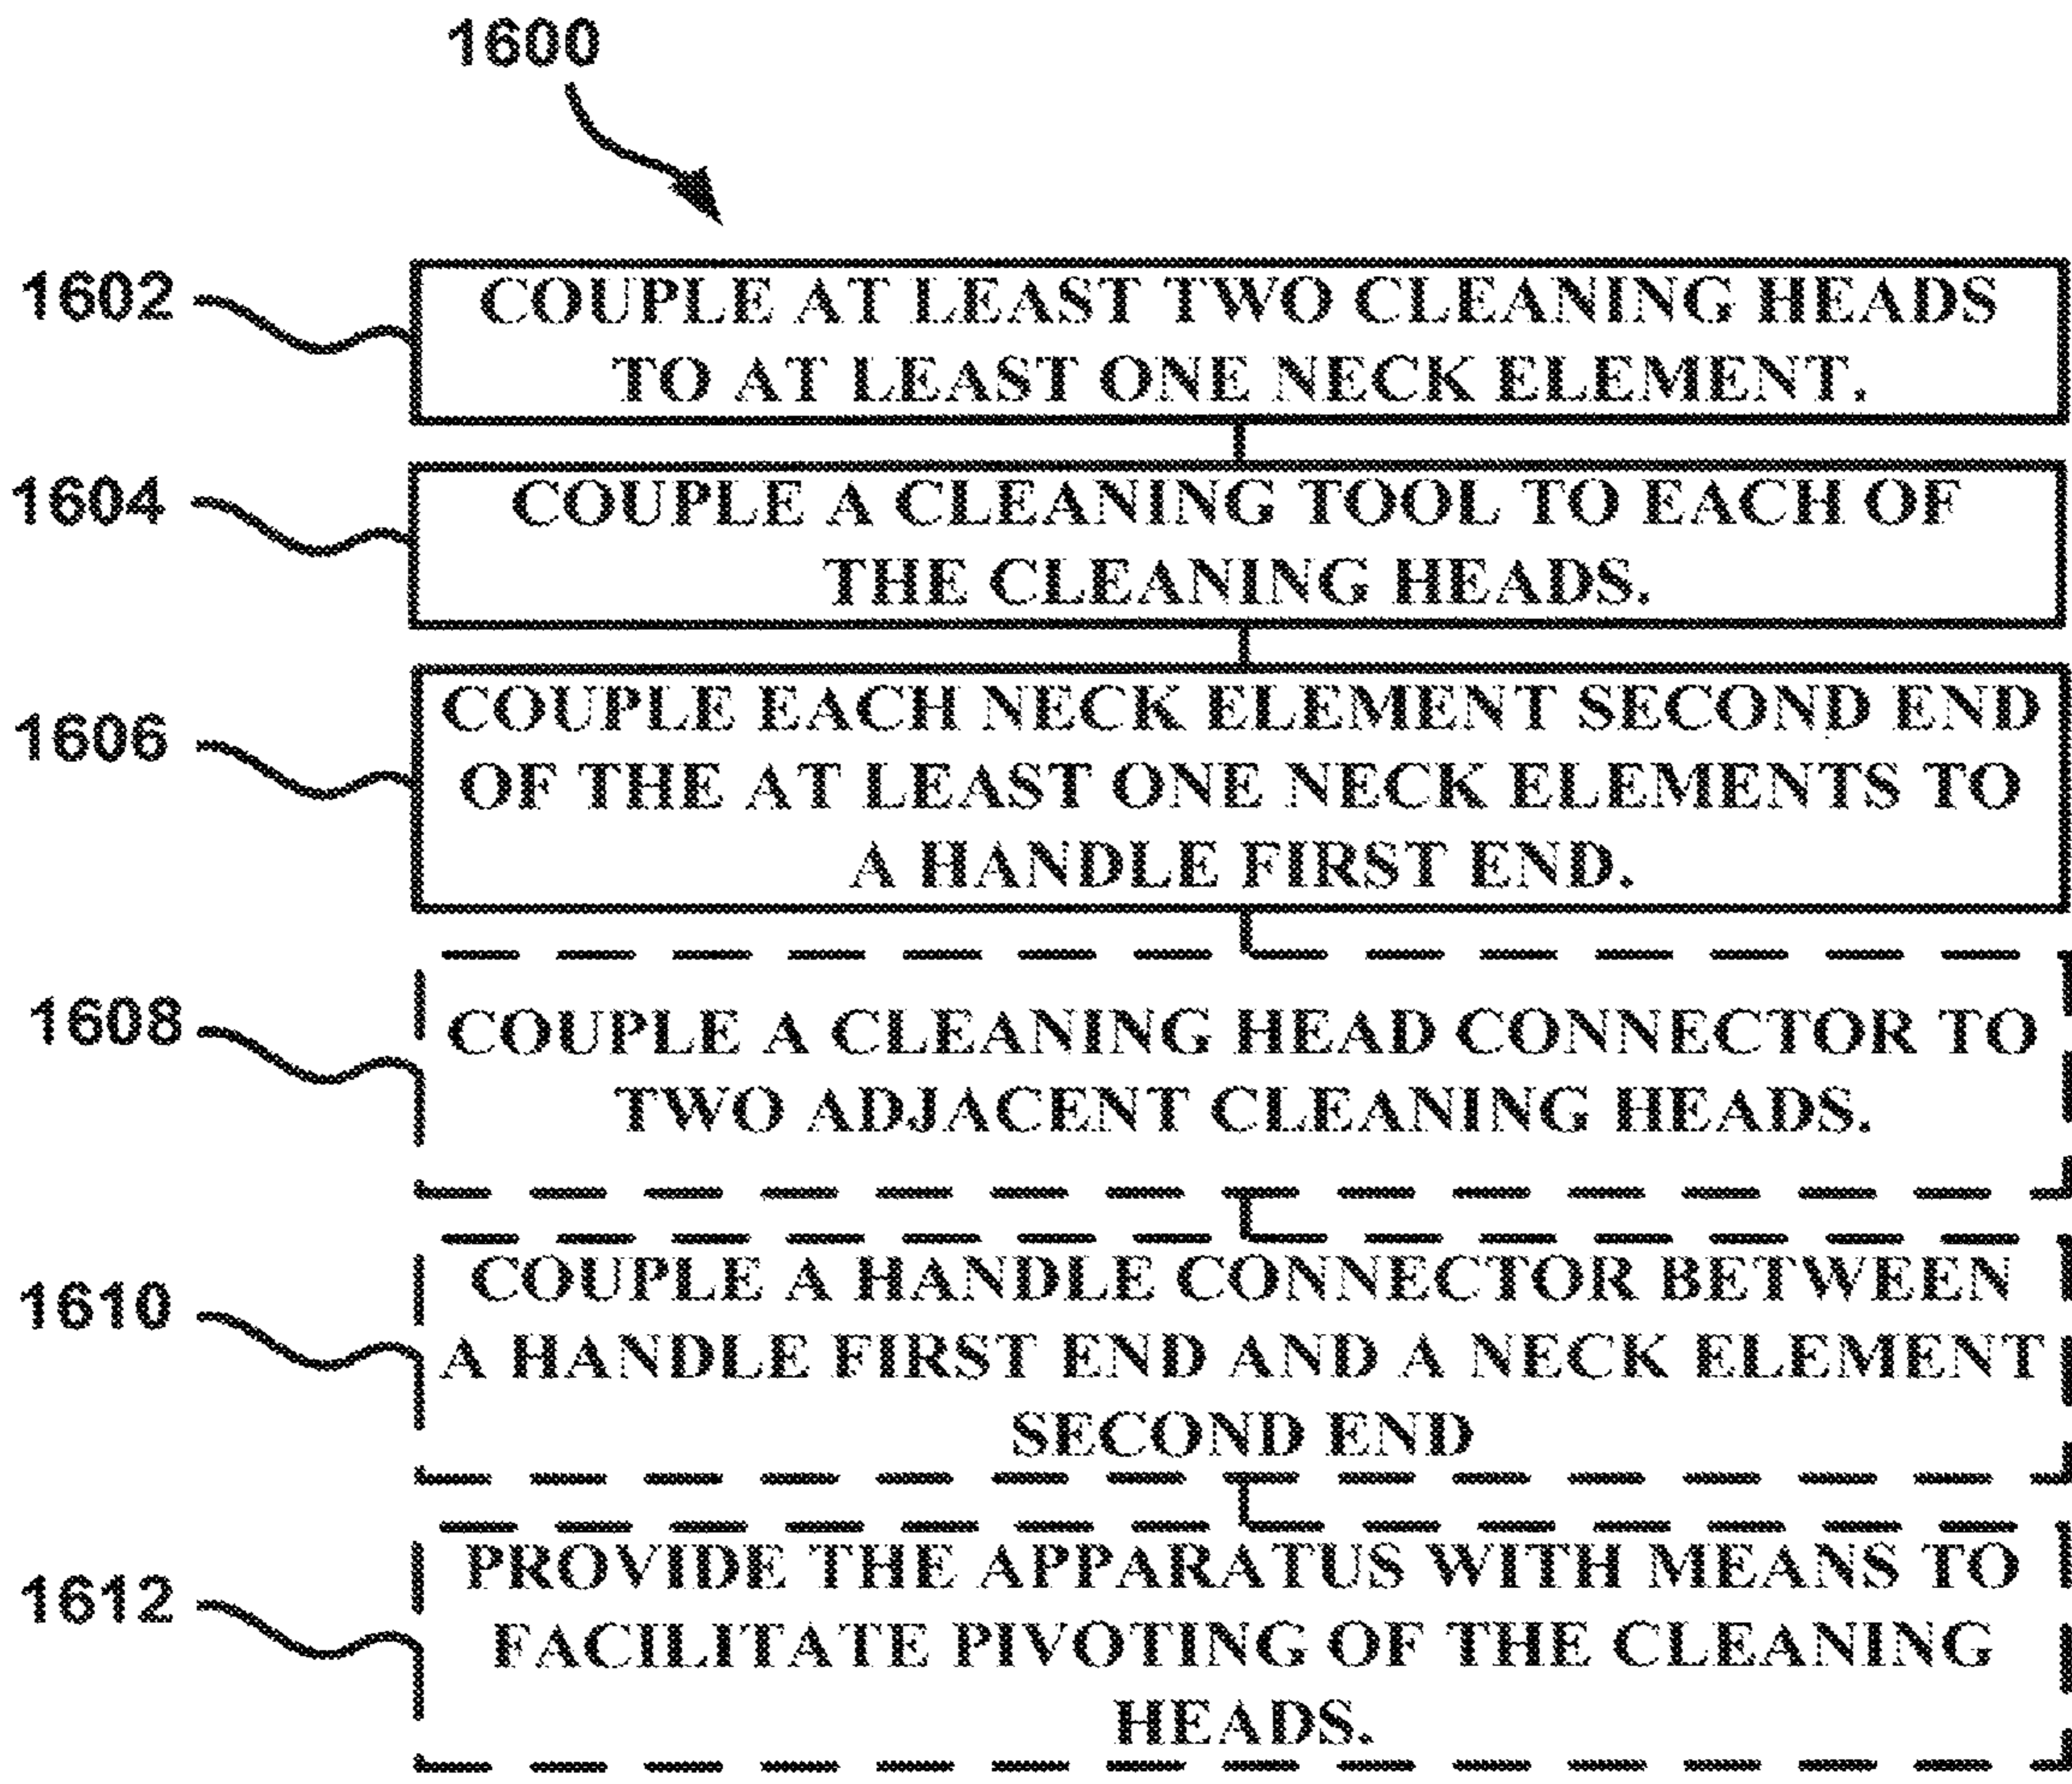 1600
1602
COUPLE AT LEAST TWO CLEANING HEADS
TO AT LEAST ONE NECK ELEMENT.
1604
COUPLE A CLEANING TOOL TO EACH OF
THE CLEANING HEADS.
1606
COUPLE EACH NECK ELEMENT SECOND END
OF THE AT LEAST ONE NECK ELEMENTS TO
A HANDLE FIRST END.
1608
COUPLE A CLEANING HEAD CONNECTOR TO
TWO ADJACENT CLEANING HEADS.
1610
COUPLE A HANDLE CONNECTOR BETWEEN
A HANDLE FIRST END AND A NECK ELEMENT
SECOND END
1612
PROVIDE THE APPARATUS WITH MEANS TO
FACILITATE PIVOTING OF THE CLEANING
HEADS.